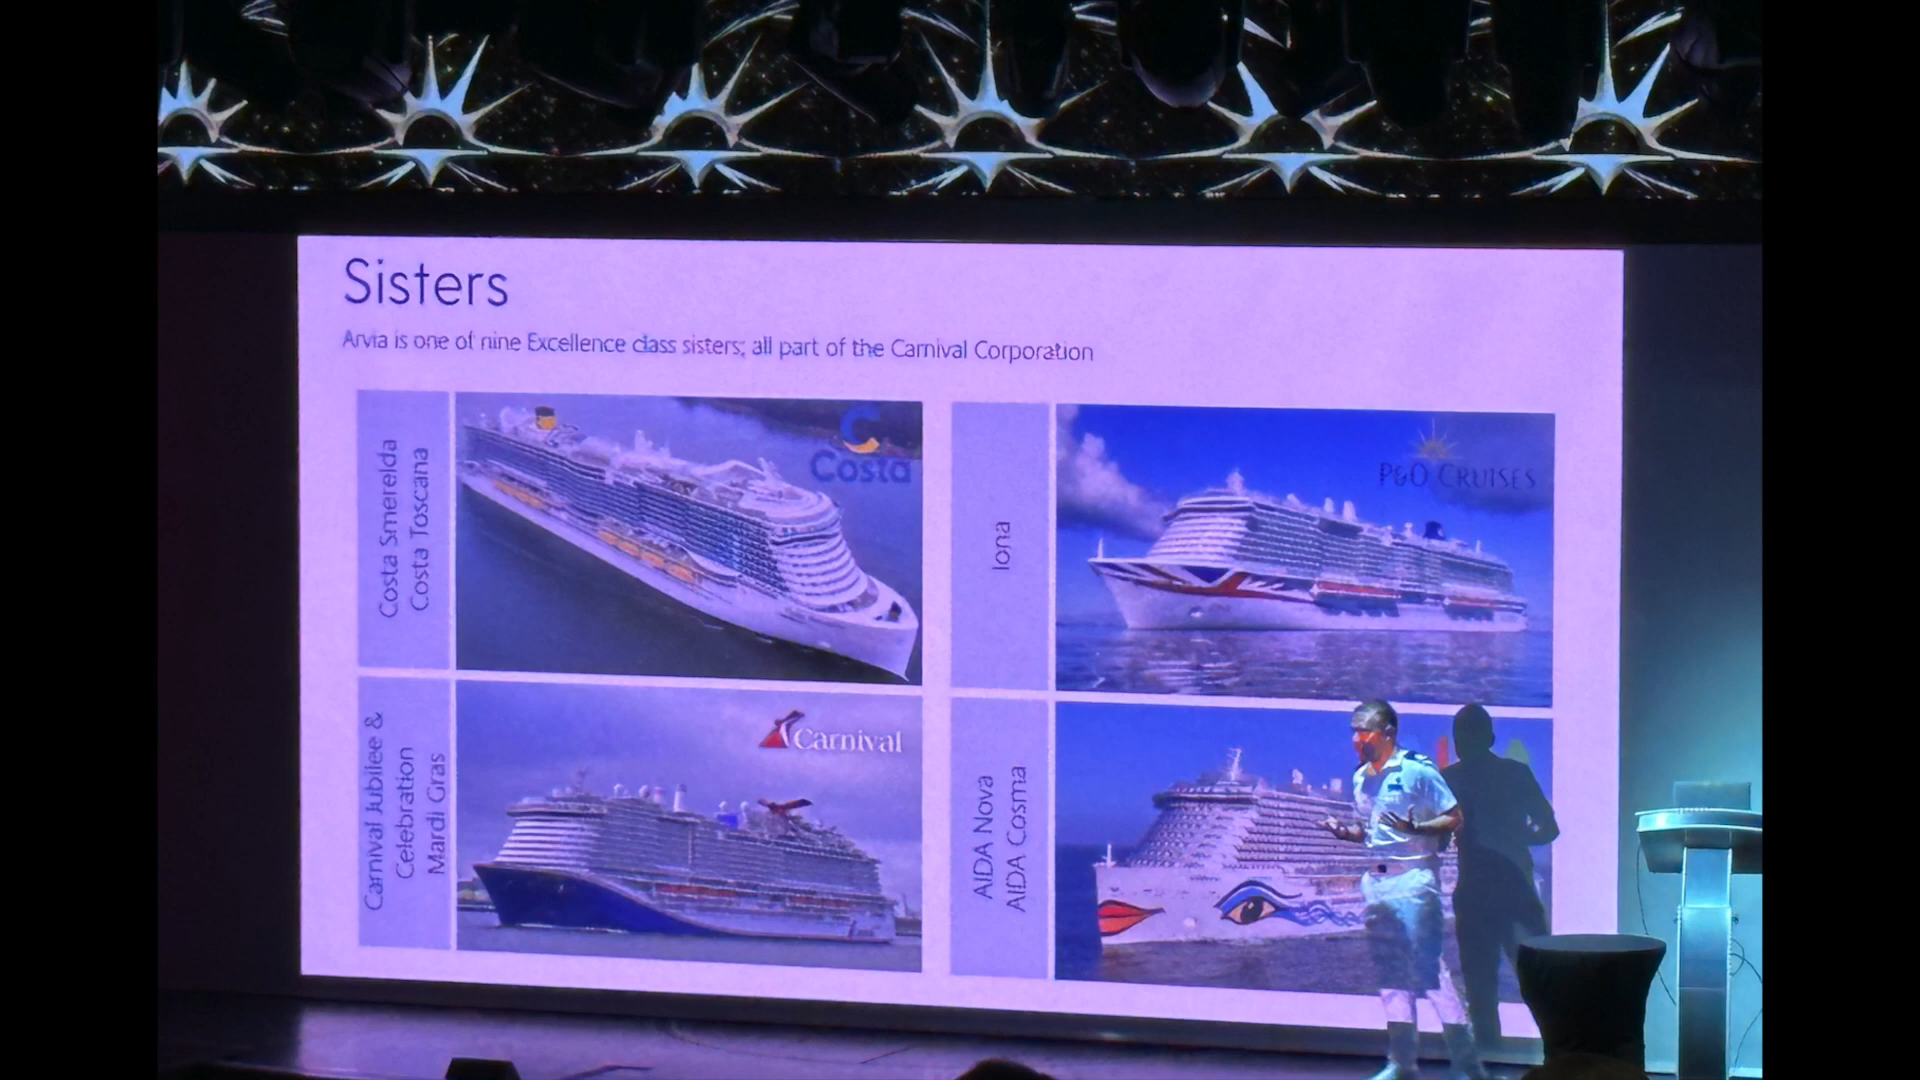 Sisters
Arvia is one of nine Excellence class sisters; all part of the Carnival Corporation
Costa Smerelda
Costa Toscana
Costa
Iona
P&O CRUISES
Carnival Jubilee &
Celebration
Mardi Gras
Carnival
AIDA Nova
AIDA Cosma